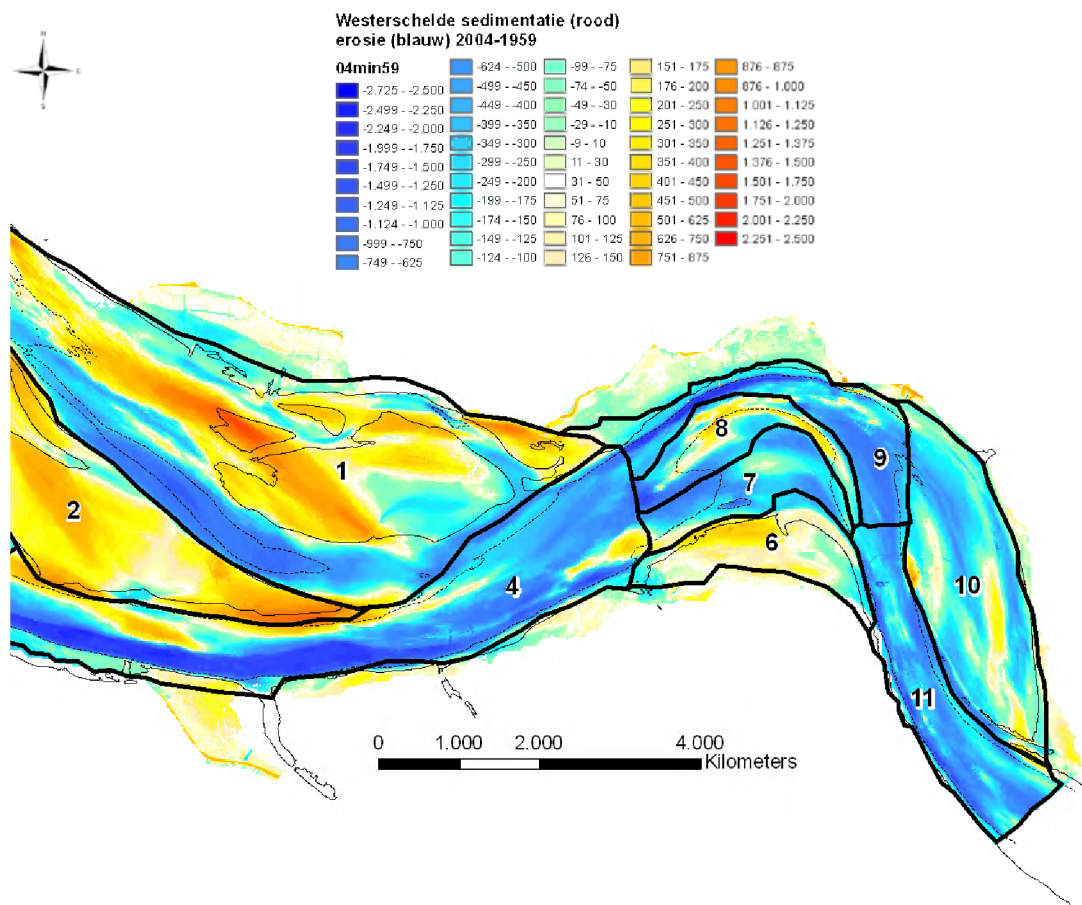 Westerschelde sedimentatie (rood)
erosie (blauw) 2004-1959
04min59
-2.725 - -2.500
-2.499 - -2.250
-2.249 - -2.000
-1.999 - -1.750
-1.749 - -1.500
-1.499 - -1.250
-1.249 - -1.125
-1.124 - -1.000
-999 - -750
-749 - -625
-624 - -500
-499 - -450
-449 - -400
-399 - -350
-349 - -300
-299 - -250
-249 - -200
-199 - -175
-174 - -150
-149 - -125
-124 - -100
-99 - -75
-74 - -50
-49 - -30
-29 - -10
-9 - 10
11 - 30
31 - 50
51 - 75
76 - 100
101 - 125
126 - 150
151 - 175
176 - 200
201 - 250
251 - 300
301 - 350
351 - 400
401 - 450
451 - 500
501 - 625
626 - 750
751 - 875
876 - 875
876 - 1.000
1.001 - 1.125
1.126 - 1.250
1.251 - 1.375
1.376 - 1.500
1.501 - 1.750
1.751 - 2.000
2.001 - 2.250
2.251 - 2.500
N
E
S
8
9
1
7
2
6
4
10
11
0 1.000 2.000 4.000
Kilometers